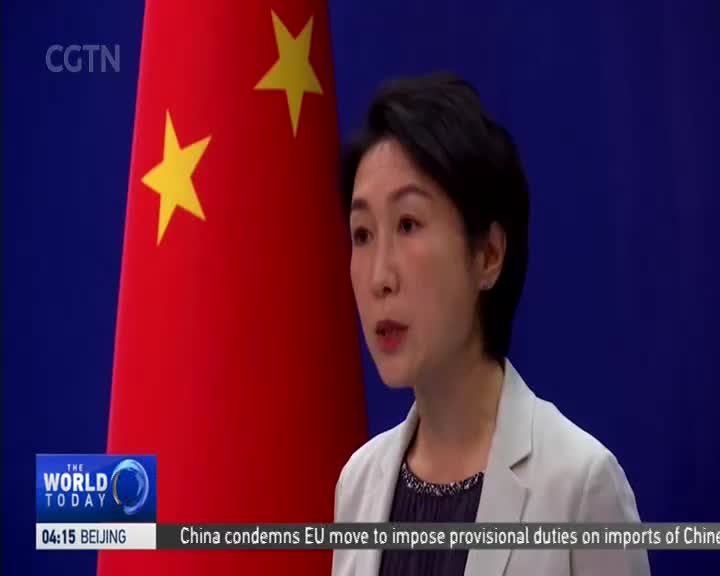 CGTN
THE
WORLD
TODAY
04:15 BEIJING
China condemns EU move to impose provisional duties on imports of Chine